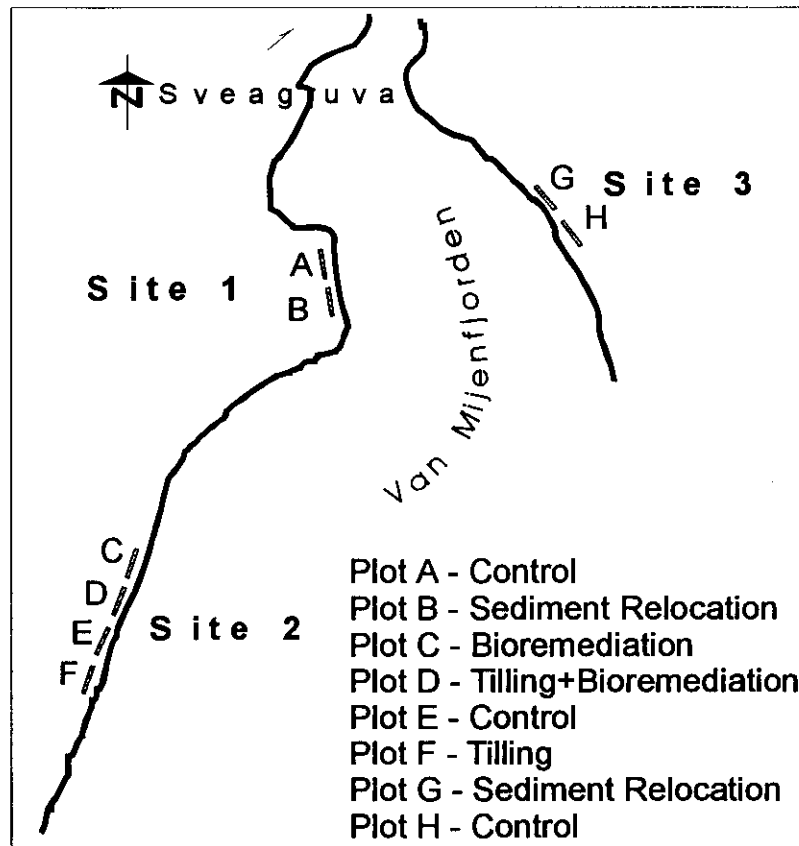 N
Sveagruva
G
Site 3
H
A
Site 1
B
Van Mijenfjorden
C
D
E
Site 2
F
Plot A - Control
Plot B - Sediment Relocation
Plot C - Bioremediation
Plot D - Tilling+Bioremediation
Plot E - Control
Plot F - Tilling
Plot G - Sediment Relocation
Plot H - Control